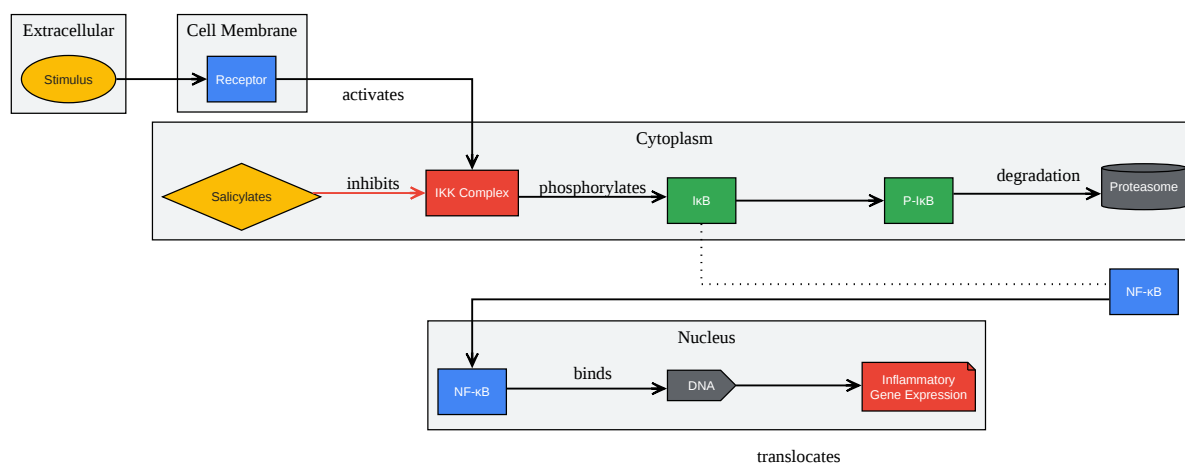 Extracellular
Cell Membrane
Stimulus
Receptor
activates
Cytoplasm
Salicylates
inhibits
IKK Complex
phosphorylates
IκB
P-IκB
degradation
Proteasome
NF-κB
Nucleus
NF-κB
binds
DNA
Inflammatory
Gene Expression
translocates